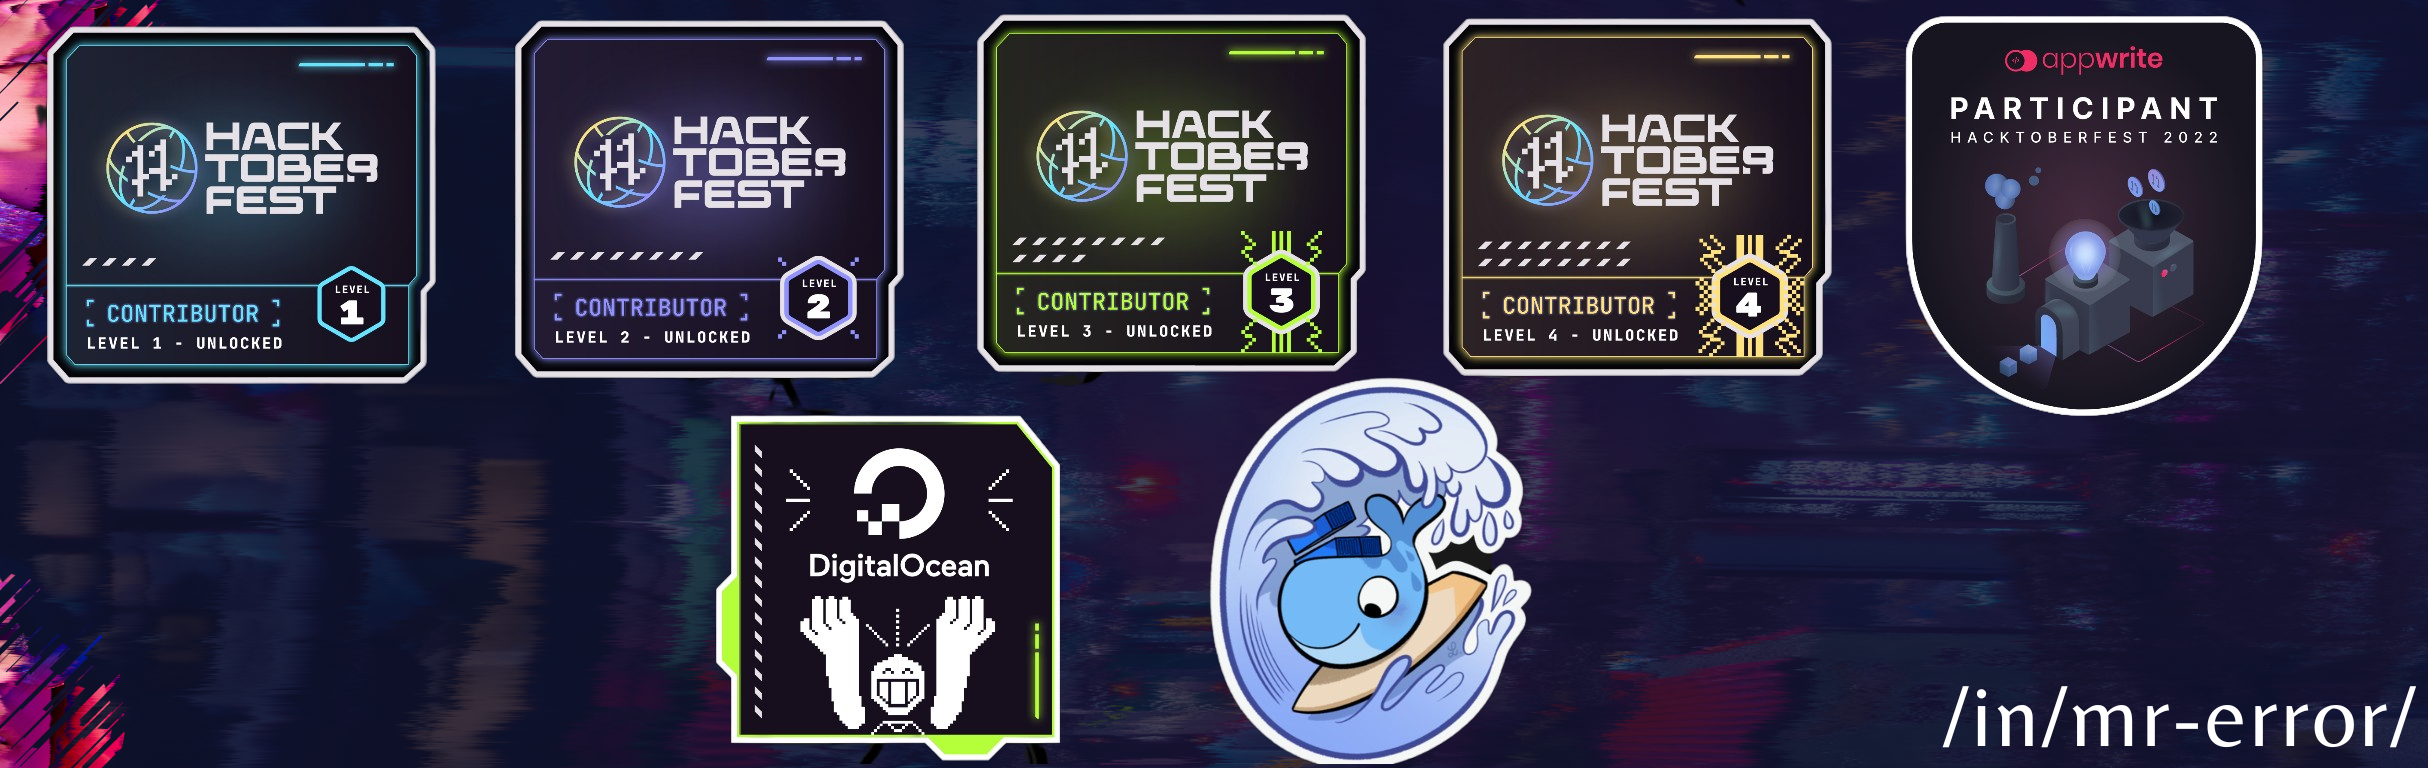 HACK
TOBER
FEST
[ CONTRIBUTOR ]
LEVEL 1 - UNLOCKED
LEVEL
1
HACK
TOBER
FEST
[ CONTRIBUTOR ]
LEVEL 2 - UNLOCKED
LEVEL
2
HACK
TOBER
FEST
[ CONTRIBUTOR ]
LEVEL 3 - UNLOCKED
LEVEL
3
HACK
TOBER
FEST
[ CONTRIBUTOR ]
LEVEL 4 - UNLOCKED
LEVEL
4
appwrite
PARTICIPANT
HACKTOBERFEST 2022
DigitalOcean
/in/mr-error/